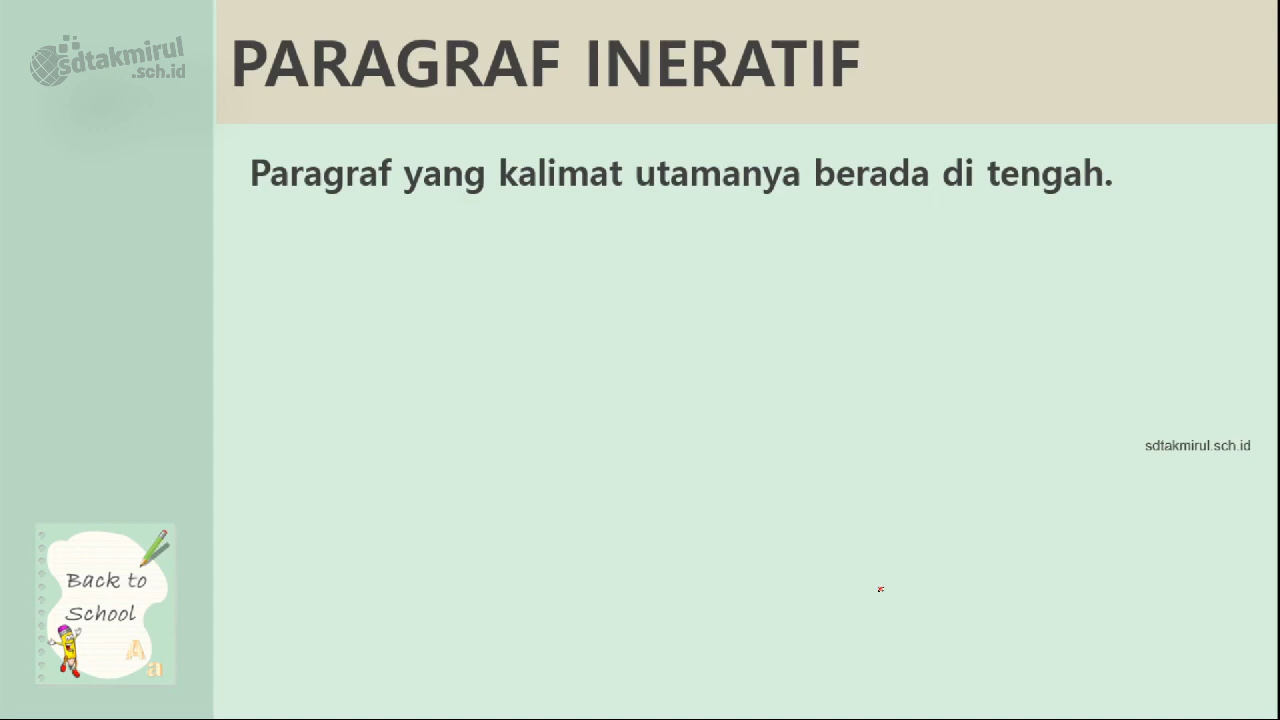 sdtakmirul
.sch.id
PARAGRAF INERATIF
Paragraf yang kalimat utamanya berada di tengah.
sdtakmirul.sch.id
Back to
School
A
a